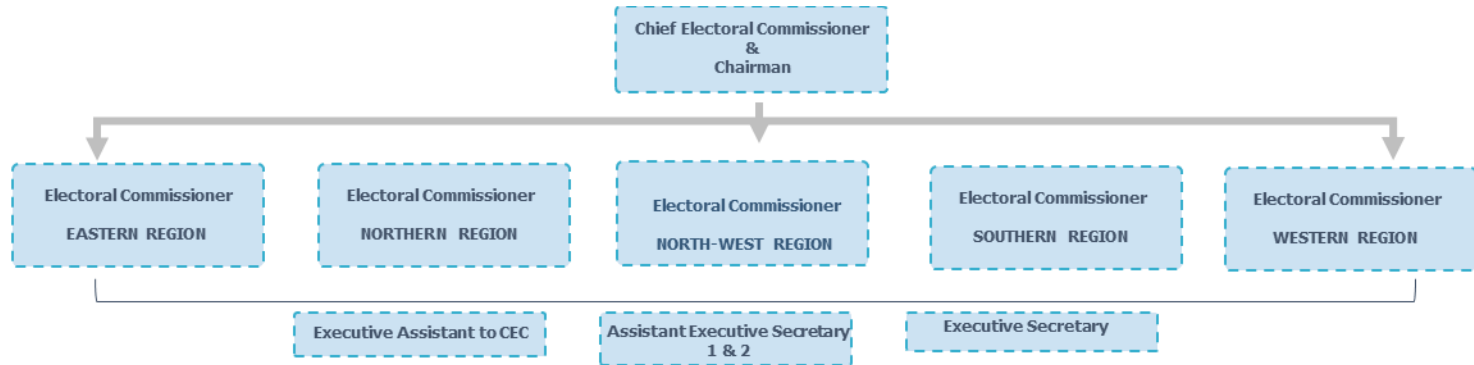 Chief Electoral Commissioner
&
Chairman
Electoral Commissioner
EASTERN REGION
Electoral Commissioner
NORTHERN REGION
Electoral Commissioner
NORTH-WEST REGION
Electoral Commissioner
SOUTHERN REGION
Electoral Commissioner
WESTERN REGION
Executive Assistant to CEC
Assistant Executive Secretary
1 & 2
Executive Secretary